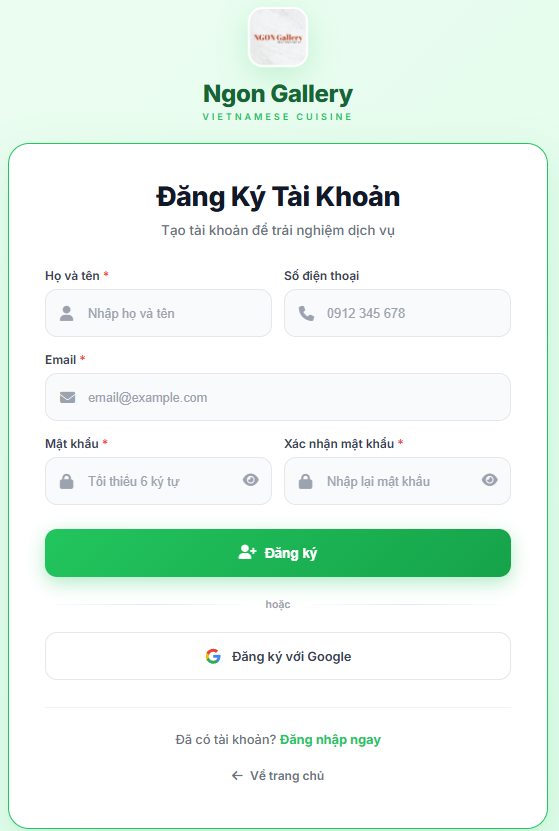 NGON Gallery
Ngon Gallery
VIETNAMESE CUISINE
Đăng Ký Tài Khoản
Tạo tài khoản để trải nghiệm dịch vụ
Họ và tên *
Số điện thoại
Nhập họ và tên
0912 345 678
Email *
email@example.com
Mật khẩu *
Xác nhận mật khẩu *
Tối thiểu 6 ký tự
Nhập lại mật khẩu
Đăng ký
hoặc
Đăng ký với Google
Đã có tài khoản? Đăng nhập ngay
← Về trang chủ